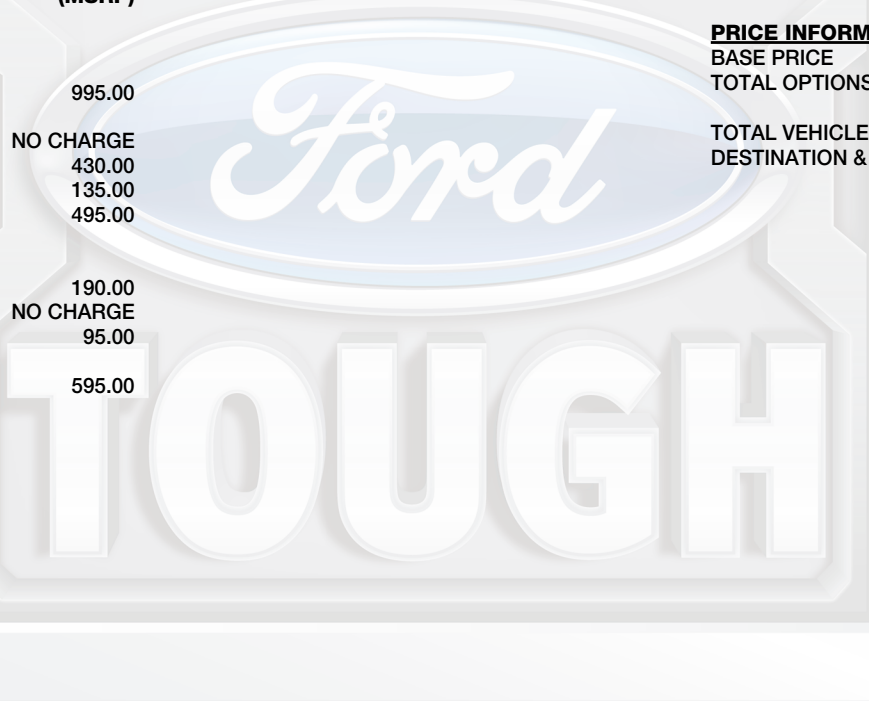 (MSRP)
995.00
NO CHARGE
430.00
135.00
495.00
190.00
NO CHARGE
95.00
595.00
PRICE INFORM
BASE PRICE
TOTAL OPTIONS
TOTAL VEHICLE
DESTINATION &
Ford
TOUGH